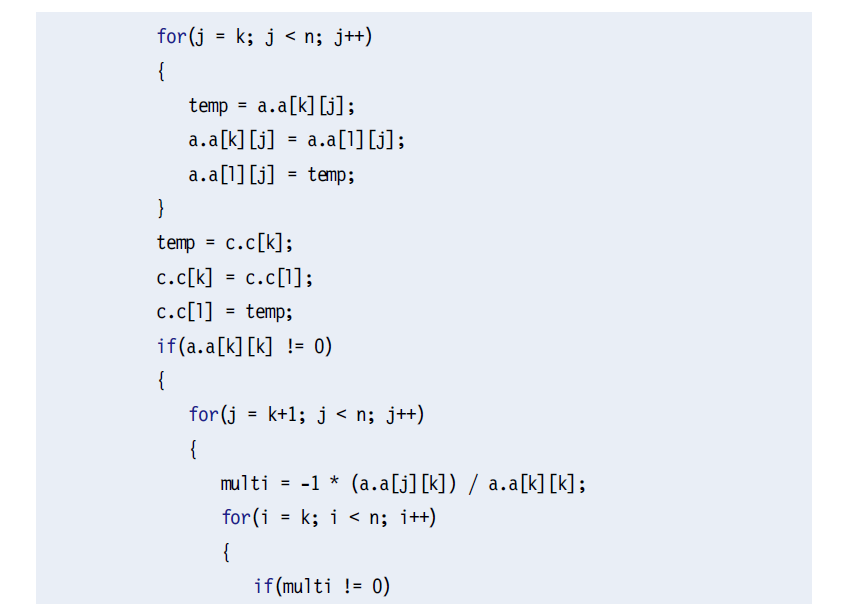 for(j = k; j < n; j++)
{
temp = a.a[k][j];
a.a[k][j] = a.a[l][j];
a.a[l][j] = temp;
}
temp = c.c[k];
c.c[k] = c.c[l];
c.c[l] = temp;
if(a.a[k][k] != 0)
{
for(j = k+1; j < n; j++)
{
multi = -1 * (a.a[j][k]) / a.a[k][k];
for(i = k; i < n; i++)
{
if(multi != 0)